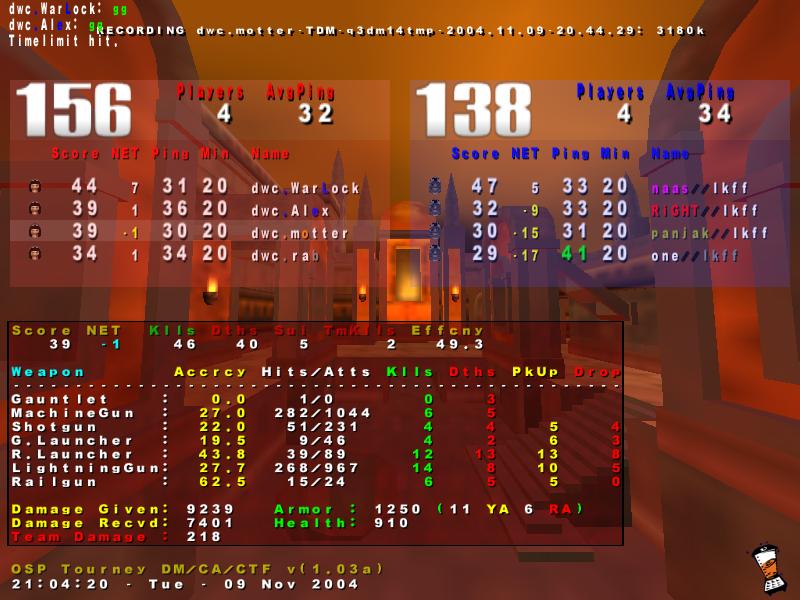 dwc.WarLock: gg
dwc.Alex: gg
RECORDING dwc.motter-TDM-q3dm14tmp-2004.11.09-20.44.29: 3180k
Timelimit hit.
156 Players AvgPing
4 32
Score NET Ping Min Name
44 7 31 20 dwc.WarLock
39 1 36 20 dwc.Alex
39 -1 30 20 dwc.motter
34 1 34 20 dwc.rab
138 Players AvgPing
4 34
Score NET Ping Min Name
47 5 33 20 naas//lkff
32 -9 33 20 RiGHT//lkff
30 -15 31 20 panjak//lkff
29 -17 41 20 one//lkff
Score NET Klls Dths Sui TmKlls Effcny
39 -1 46 40 5 2 49.3
Weapon Accrcy Hits/Atts Klls Dths PkUp Drop
Gauntlet : 0.0 1/0 0 3
MachineGun : 27.0 282/1044 6 5
Shotgun : 22.0 51/231 4 4 5 4
G.Launcher : 19.5 9/46 4 2 6 3
R.Launcher : 43.8 39/89 12 13 13 8
LightningGun: 27.7 268/967 14 8 10 5
Railgun : 62.5 15/24 6 5 5 0
Damage Given: 9239 Armor : 1250 (11 YA 6 RA)
Damage Recvd: 7401 Health: 910
Team Damage : 218
OSP Tourney DM/CA/CTF v(1.03a)
21:04:20 - Tue - 09 Nov 2004